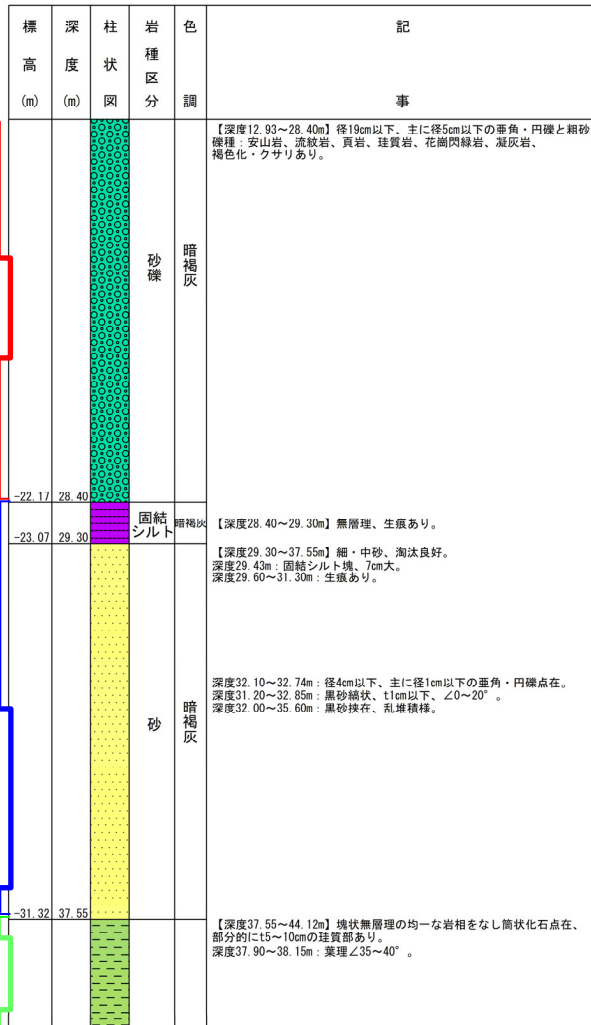 標高(m)
深度(m)
柱状図
岩種区分
色調
記事
【深度12.93～28.40m】径19cm以下、主に径5cm以下の亜角・円礫と粗砂
礫種：安山岩、流紋岩、頁岩、珪質岩、花崗閃緑岩、凝灰岩、
褐色化・クサリあり。
砂礫
暗褐灰
-22.17
28.40
固結
シルト
暗褐灰
【深度28.40～29.30m】無層理、生痕あり。
-23.07
29.30
【深度29.30～37.55m】細・中砂、淘汰良好。
深度29.43m：固結シルト塊、7cm大。
深度29.60～31.30m：生痕あり。
深度32.10～32.74m：径4cm以下、主に径1cm以下の亜角・円礫点在。
深度31.20～32.85m：黒砂縞状、t1cm以下、∠0～20°。
深度32.00～35.60m：黒砂挟在、乱堆積様。
砂
暗褐灰
-31.32
37.55
【深度37.55～44.12m】塊状無層理の均一な岩相をなし筒状化石点在、
部分的にt5～10cmの珪質部あり。
深度37.90～38.15m：葉理∠35～40°。